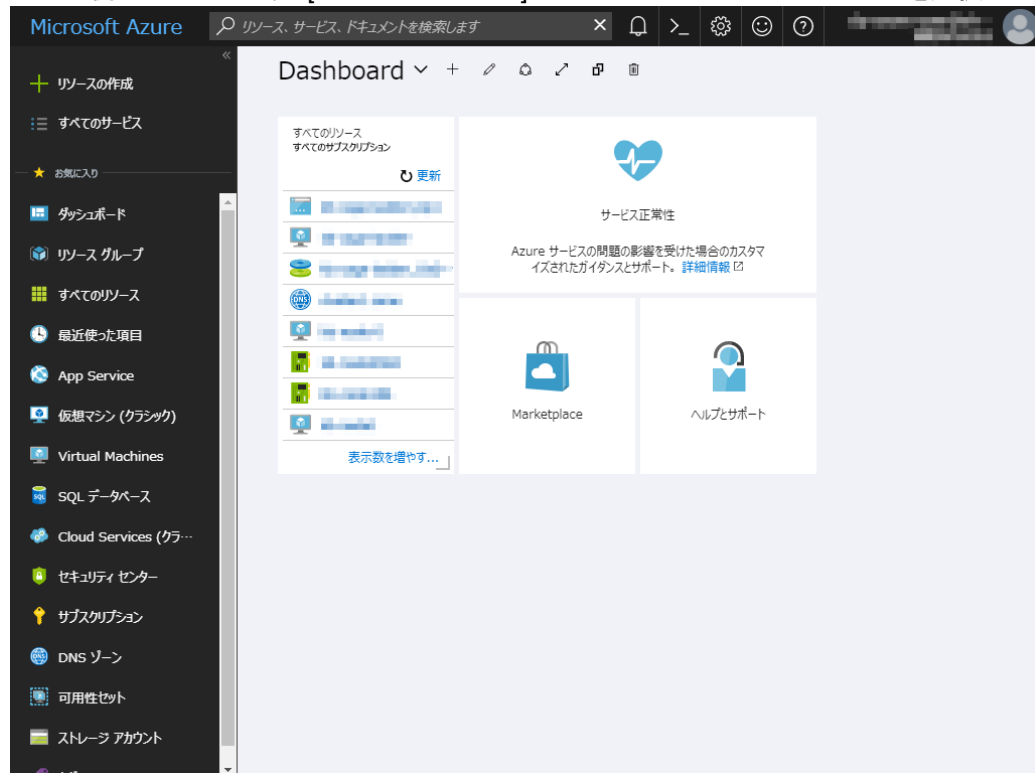 Microsoft Azure
リソース、サービス、ドキュメントを検索します
Dashboard
リソースの作成
すべてのサービス
お気に入り
ダッシュボード
リソース グループ
すべてのリソース
最近使った項目
App Service
仮想マシン (クラシック)
Virtual Machines
SQL データベース
Cloud Services (クラ…
セキュリティ センター
サブスクリプション
DNS ゾーン
可用性セット
ストレージ アカウント
すべてのリソース
すべてのサブスクリプション
更新
表示数を増やす...
サービス正常性
Azure サービスの問題の影響を受けた場合のカスタマ
イズされたガイダンスとサポート。詳細情報
Marketplace
ヘルプとサポート